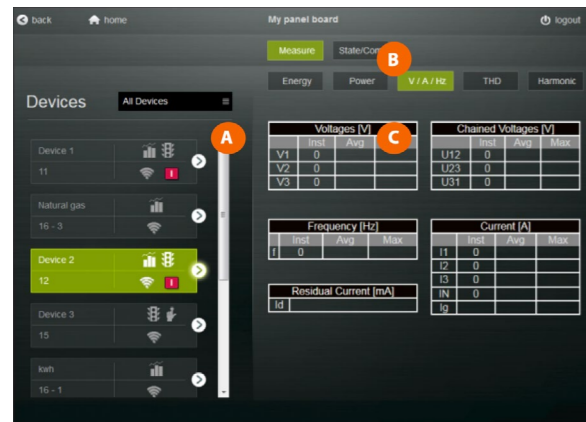 back home My panel board logout
Measure State/Con
B
Energy Power V / A / Hz THD Harmonic
Devices All Devices
A
C
Voltages [V]
Inst Avg
V1 0
V2 0
V3 0
Chained Voltages [V]
Inst Avg Max
U12 0
U23 0
U31 0
Device 1
11 I
Natural gas
16 - 3
Device 2
12 I
Device 3
15
kwh
16 - 1
Frequency [Hz]
Inst Avg Max
f 0
Current [A]
Inst Avg Max
I1 0
I2 0
I3 0
IN 0
Ig
Residual Current [mA]
Id